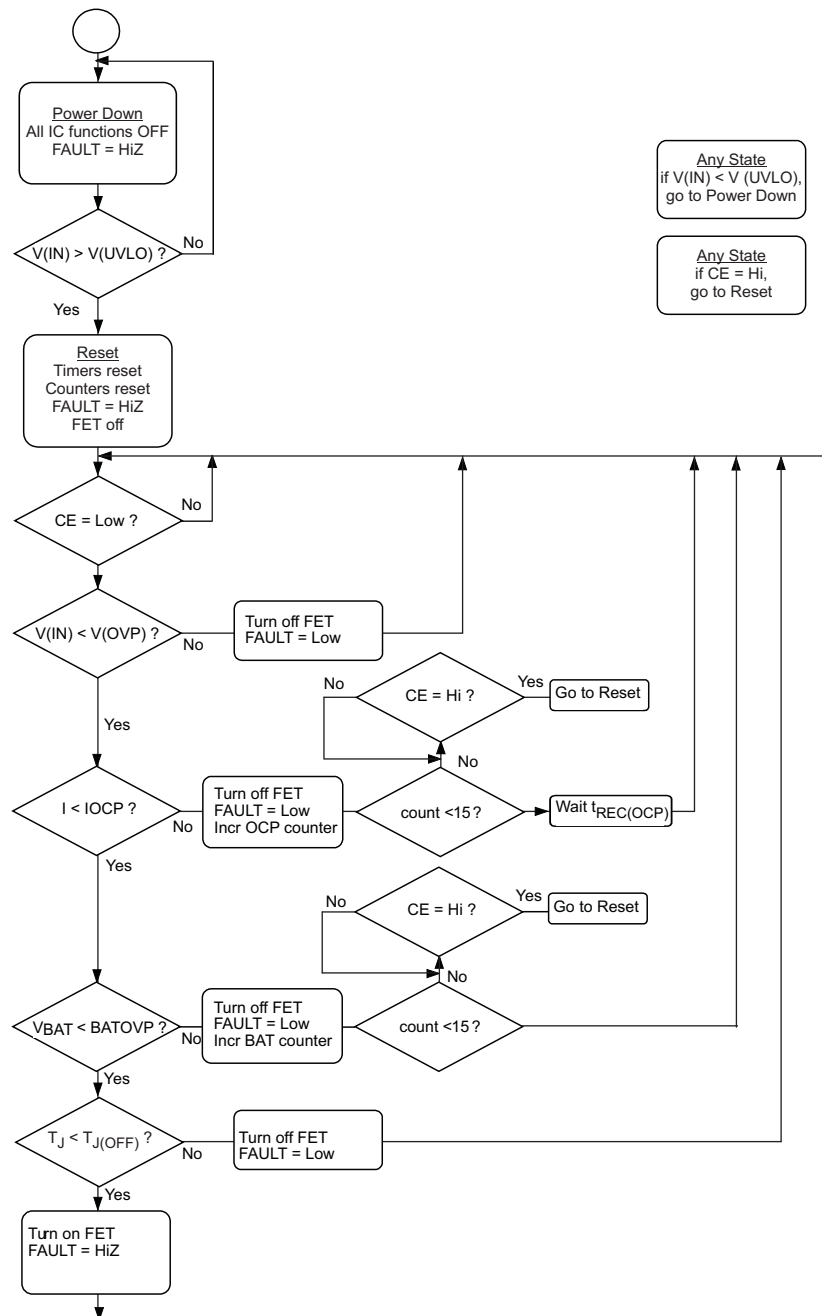 Power Down
All IC functions OFF
FAULT = HiZ
Any State
if V(IN) < V (UVLO),
go to Power Down
V(IN) > V(UVLO) ?
No
Any State
if CE = Hi,
go to Reset
Yes
Reset
Timers reset
Counters reset
FAULT = HiZ
FET off
CE = Low ?
No
V(IN) < V(OVP) ?
No
Turn off FET
FAULT = Low
Yes
No
CE = Hi ?
Yes
Go to Reset
No
I < IOCP ?
No
Turn off FET
FAULT = Low
Incr OCP counter
count <15 ?
Wait tREC(OCP)
Yes
No
CE = Hi ?
Yes
Go to Reset
No
VBAT < BATOVP ?
No
Turn off FET
FAULT = Low
Incr BAT counter
count <15 ?
Yes
TJ < TJ(OFF) ?
No
Turn off FET
FAULT = Low
Yes
Turn on FET
FAULT = HiZ